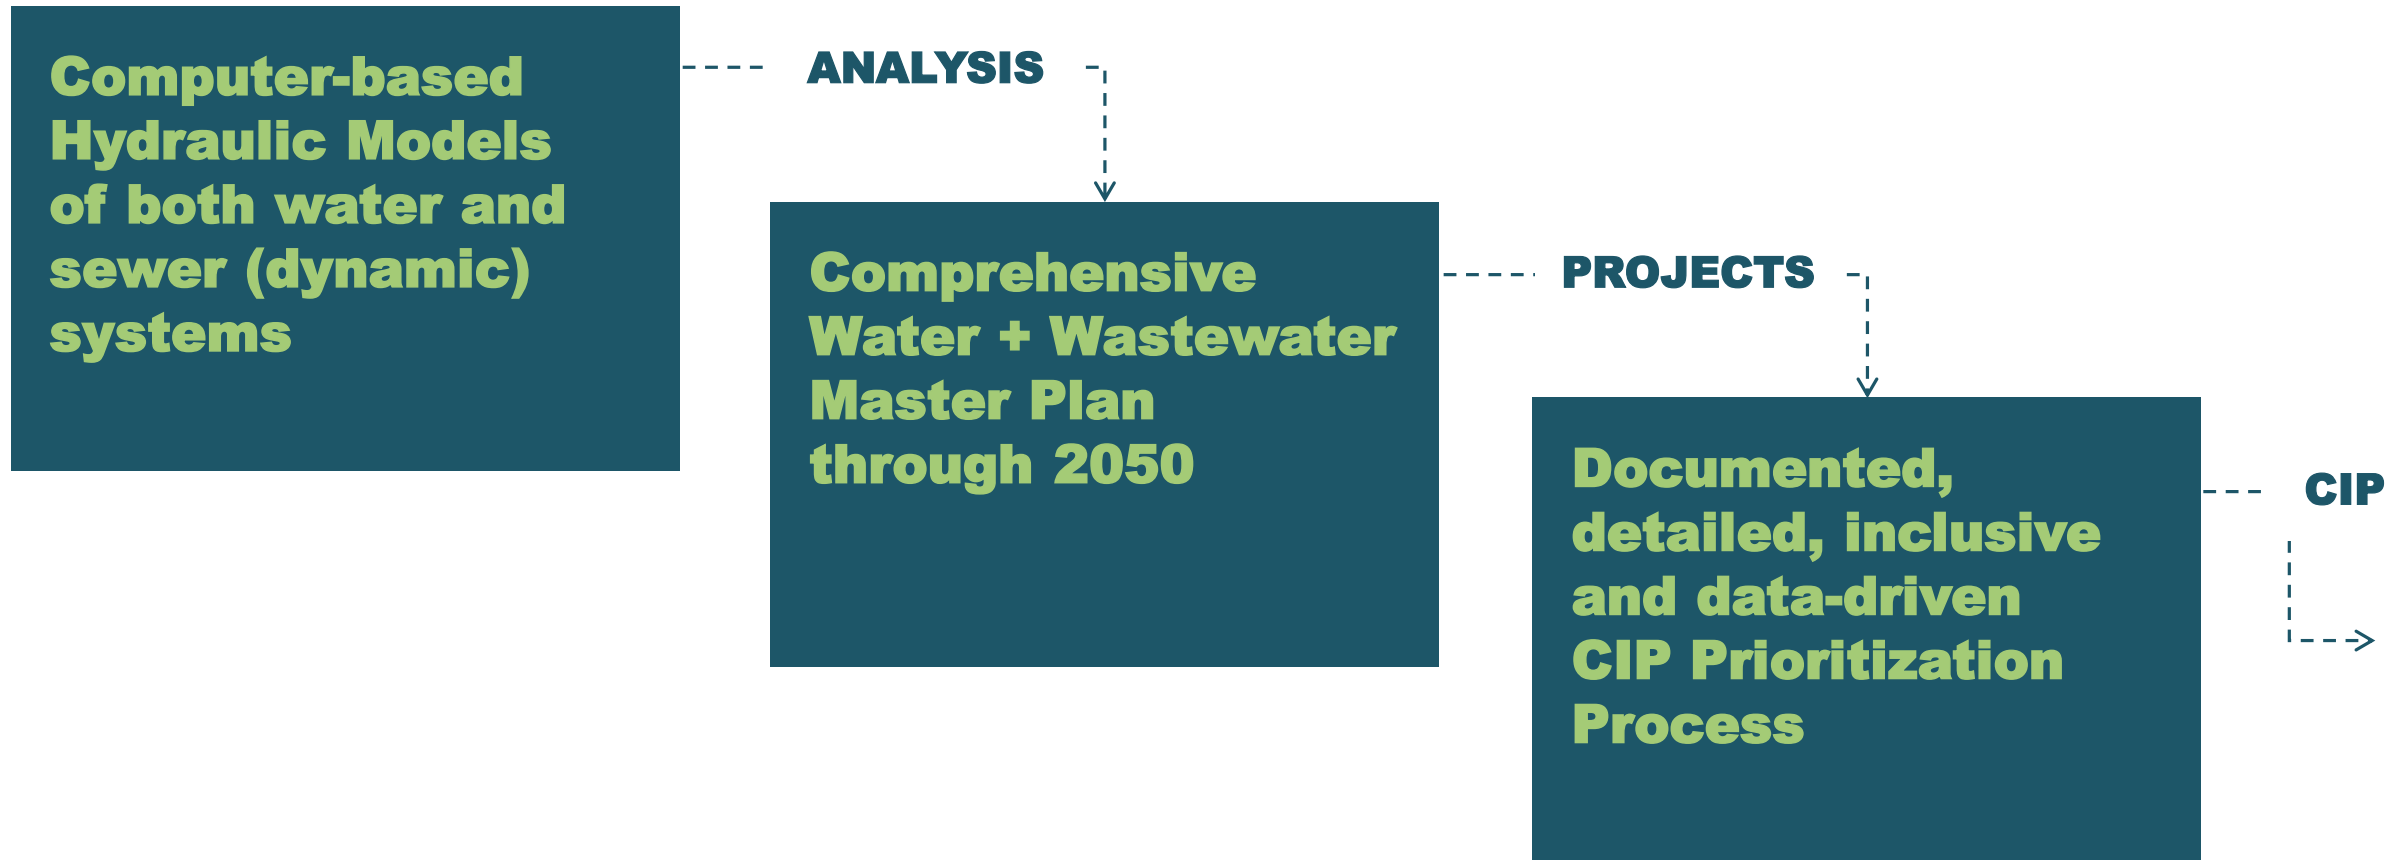 Computer-based
Hydraulic Models
of both water and
sewer (dynamic)
systems
ANALYSIS
Comprehensive
Water + Wastewater
Master Plan
through 2050
PROJECTS
Documented,
detailed, inclusive
and data-driven
CIP Prioritization
Process
CIP